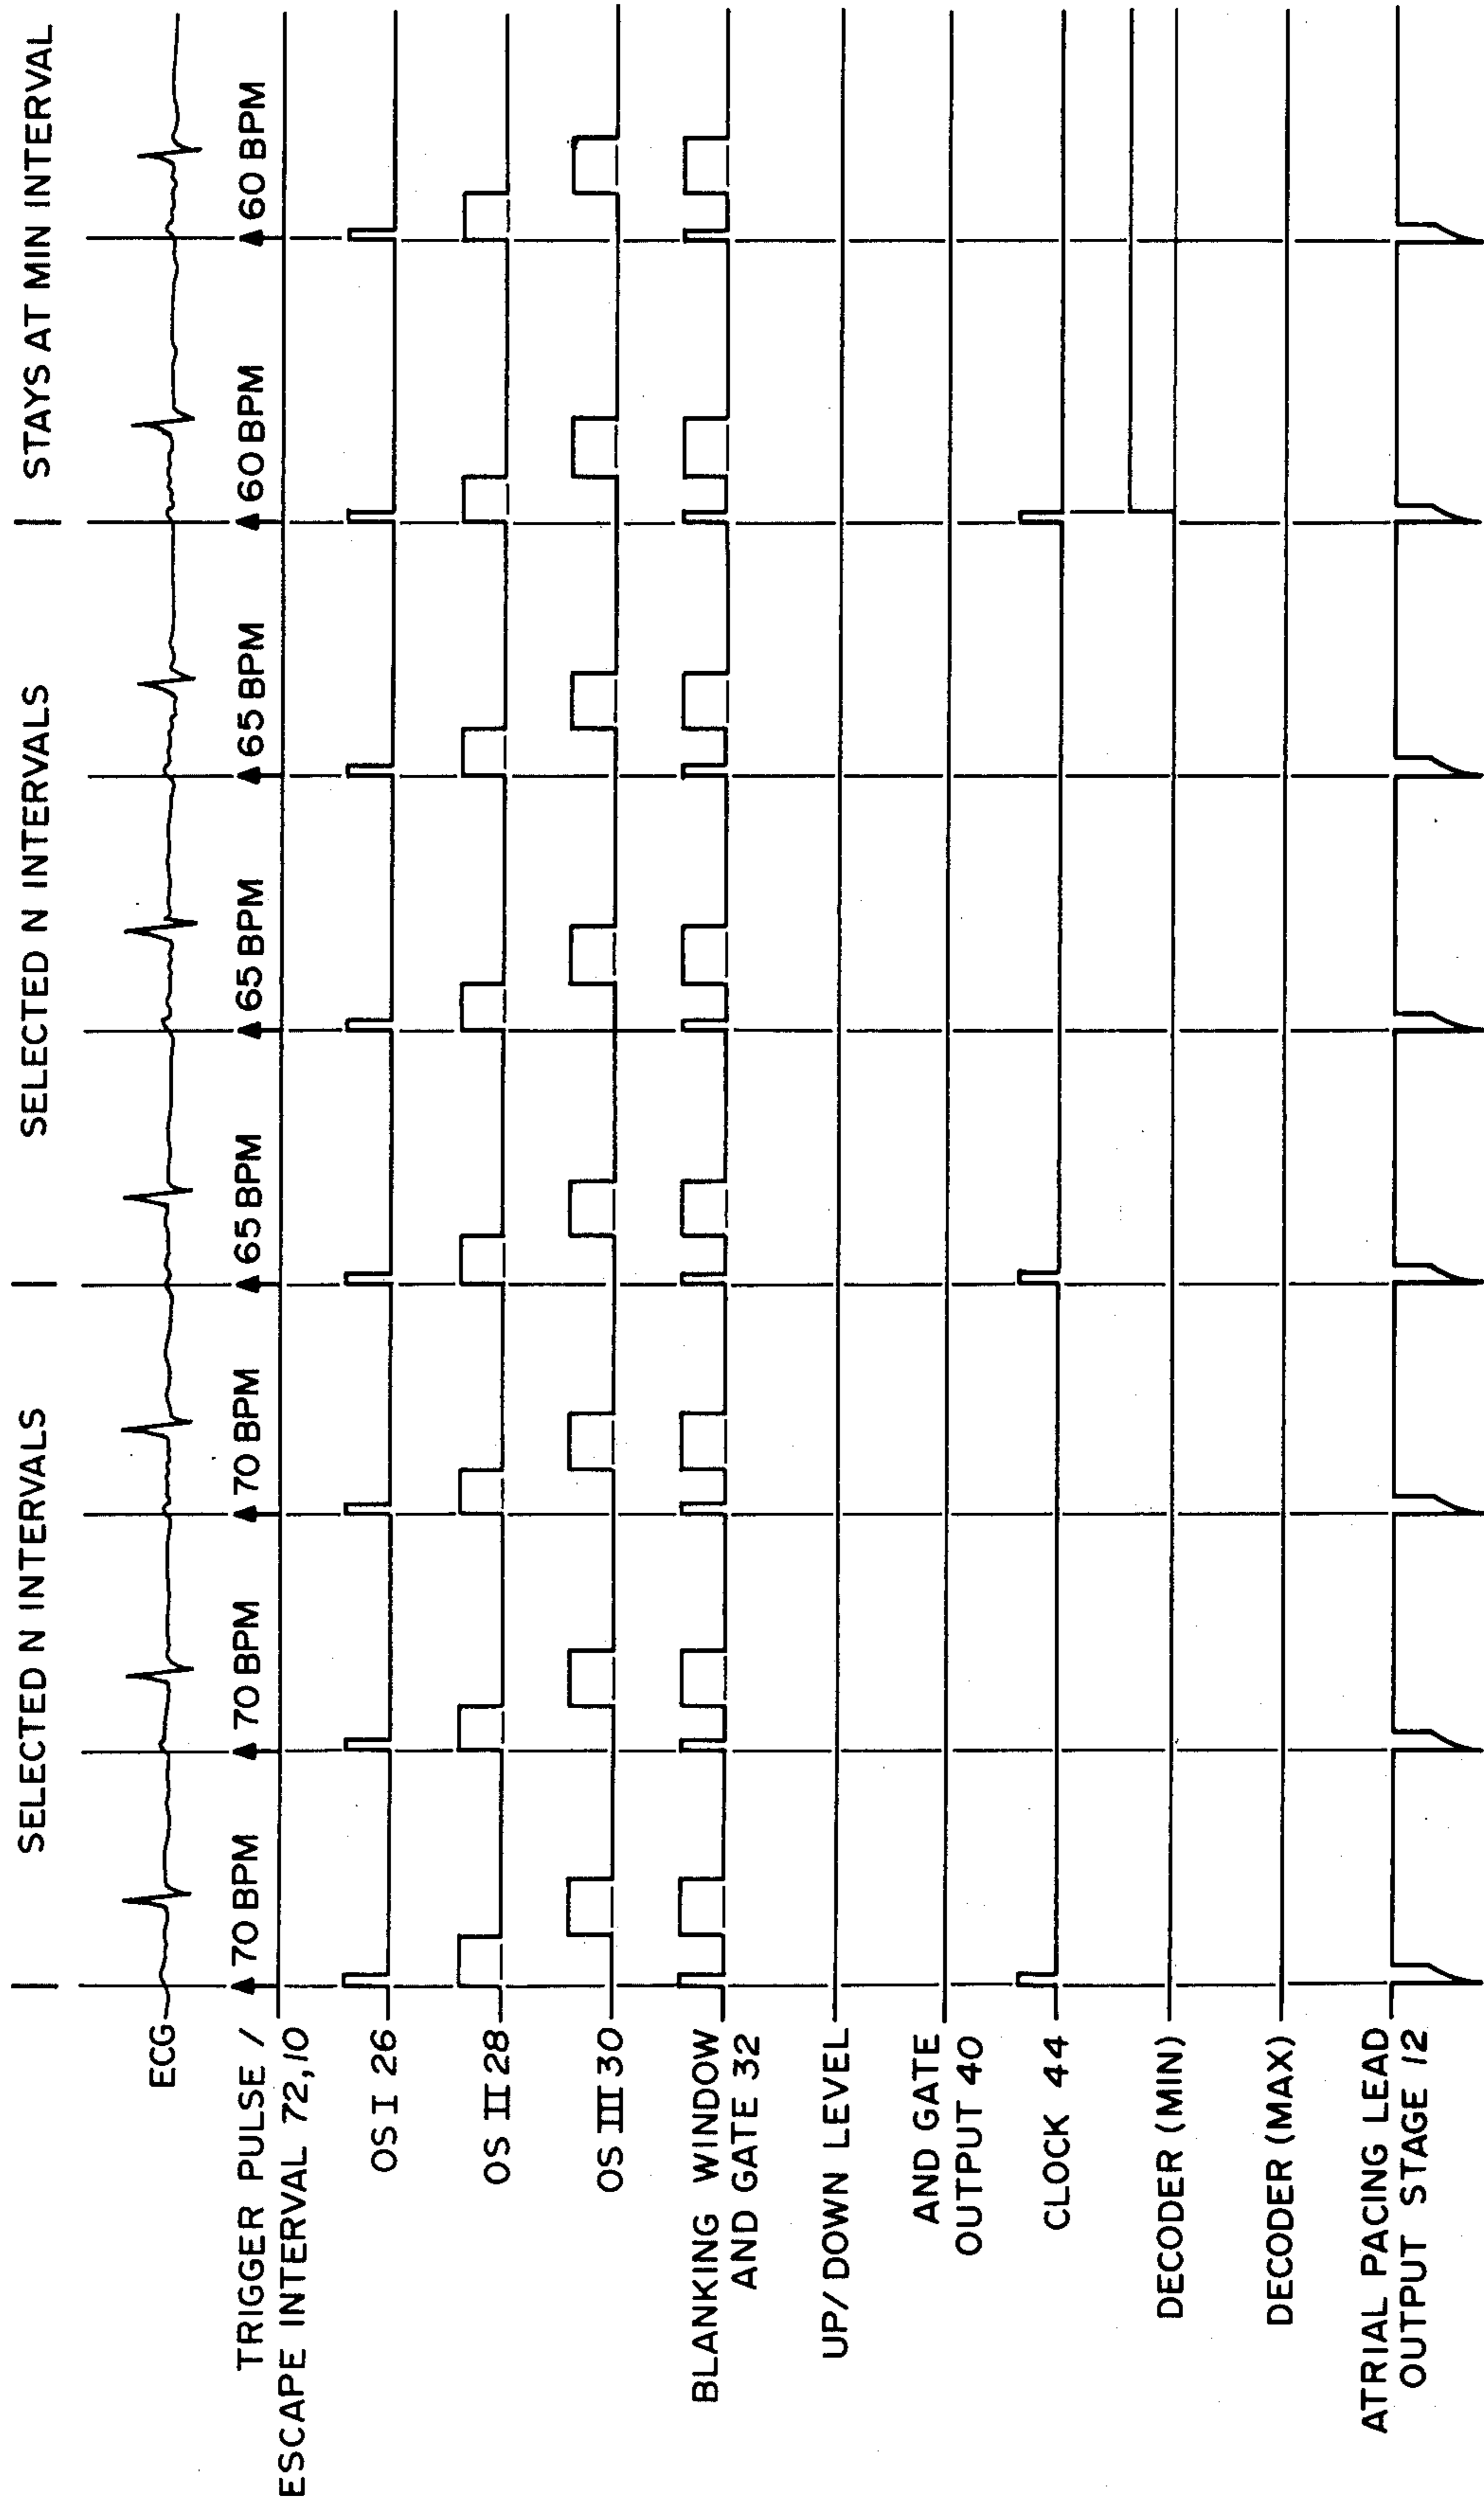 SELECTED N INTERVALS
SELECTED N INTERVALS
STAYS AT MIN INTERVAL
ECG
TRIGGER PULSE /
ESCAPE INTERVAL 72,10
70 BPM
70 BPM
70 BPM
65 BPM
65 BPM
65 BPM
60 BPM
60 BPM
OS I 26
OS II 28
OS III 30
BLANKING WINDOW
AND GATE 32
UP/DOWN LEVEL
AND GATE
OUTPUT 40
CLOCK 44
DECODER (MIN)
DECODER (MAX)
ATRIAL PACING LEAD
OUTPUT STAGE 12